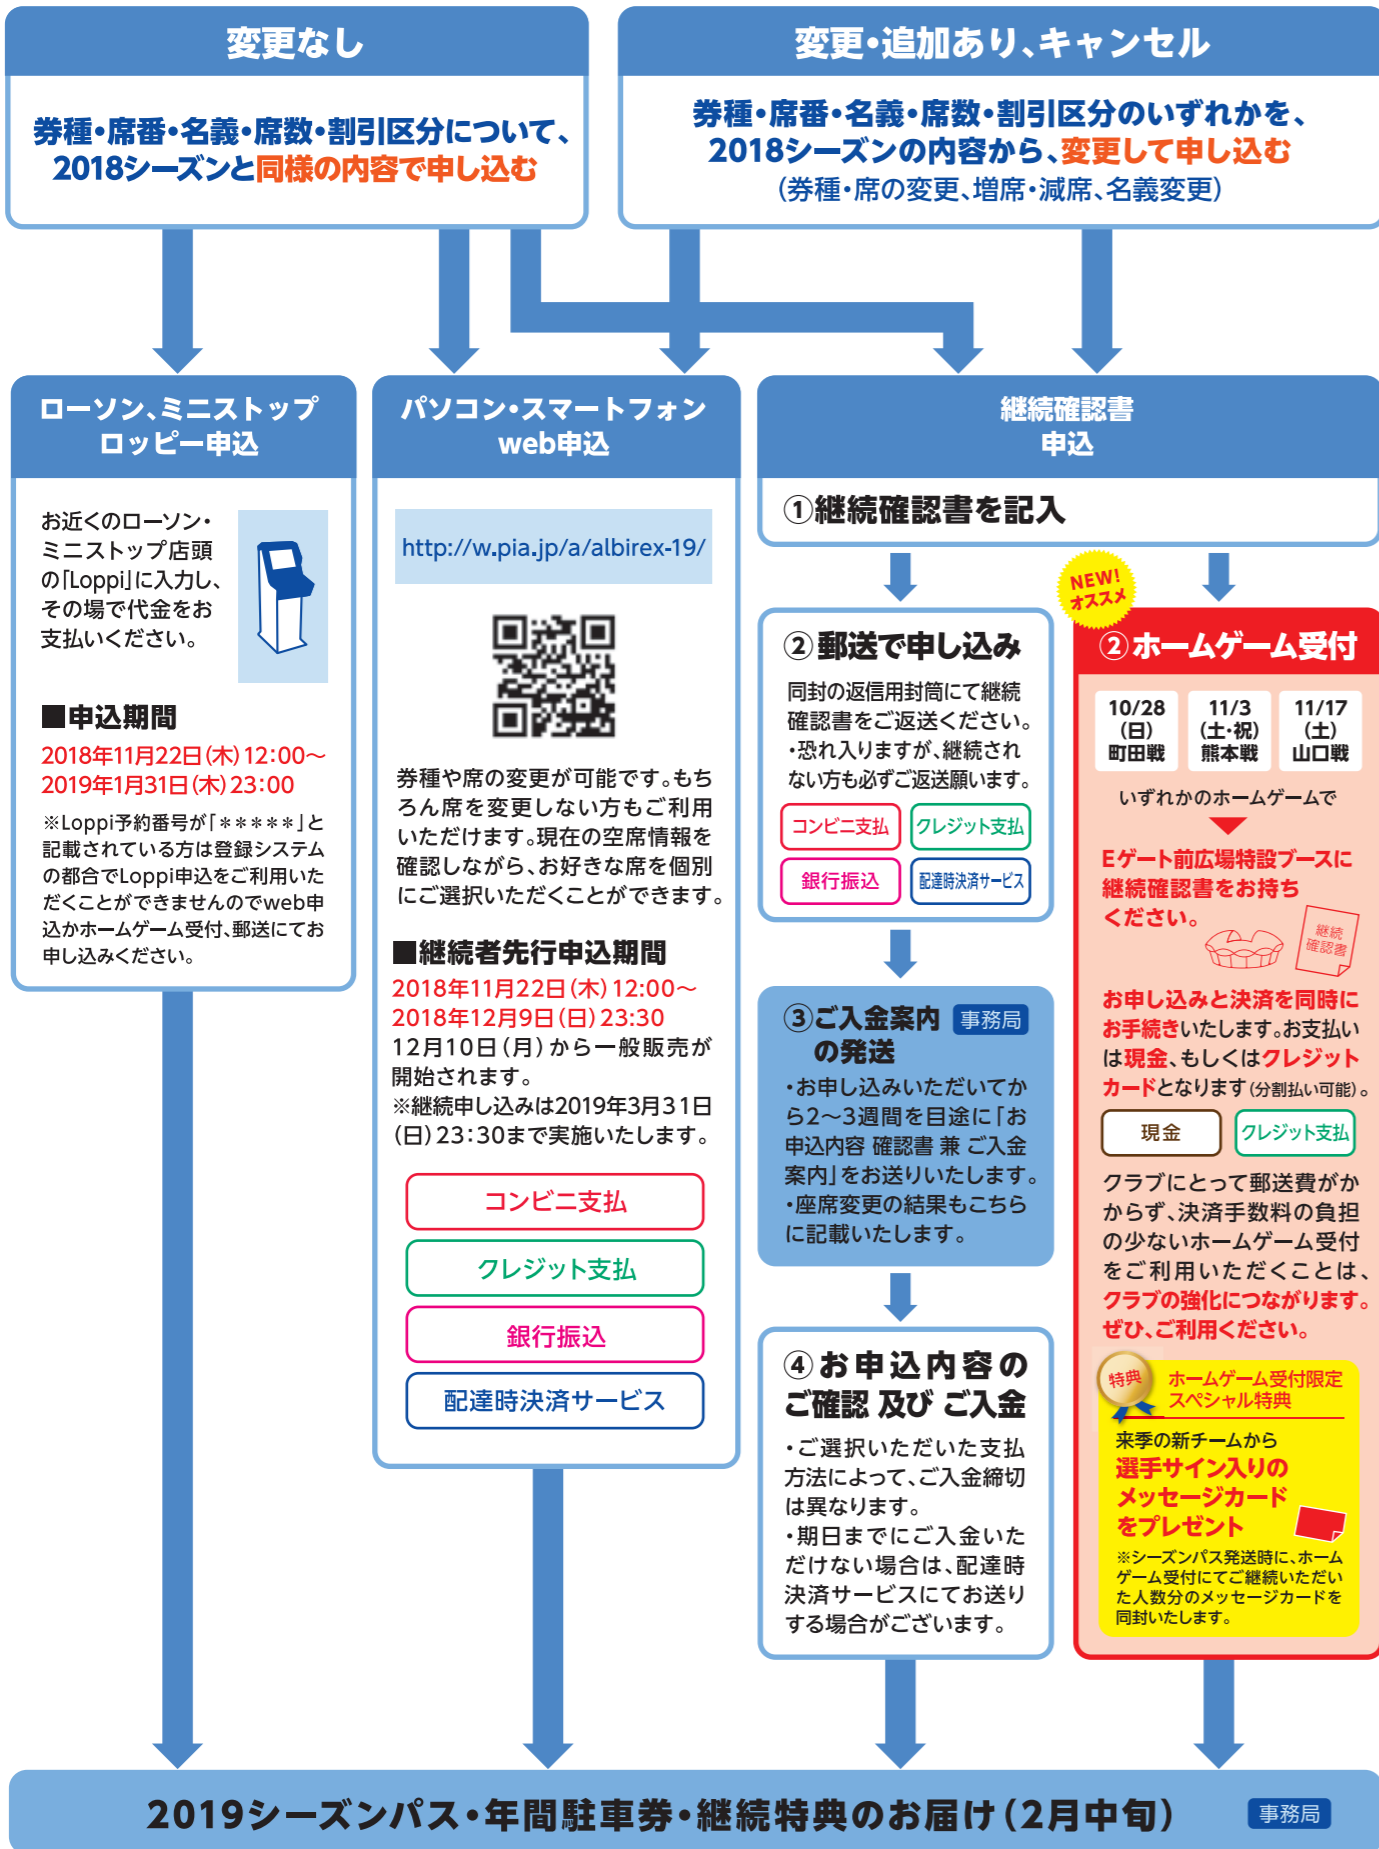 変更なし
券種・席番・名義・席数・割引区分について、
2018シーズンと同様の内容で申し込む
変更・追加あり、キャンセル
券種・席番・名義・席数・割引区分のいずれかを、
2018シーズンの内容から、変更して申し込む
(券種・席の変更、増席・減席、名義変更)
ローソン、ミニストップ
ロッピー申込
お近くのローソン・
ミニストップ店頭
の「Loppi」に入力し、
その場で代金をお
支払いください。
■申込期間
2018年11月22日(木)12:00〜
2019年1月31日(木)23:00
※Loppi予約番号が「*****」と
記載されている方は登録システム
の都合でLoppi申込をご利用いた
だくことができませんのでweb申
込かホームゲーム受付、郵送にてお
申し込みください。
パソコン・スマートフォン
web申込
http://w.pia.jp/a/albirex-19/
券種や席の変更が可能です。もち
ろん席を変更しない方もご利用
いただけます。現在の空席情報を
確認しながら、お好きな席を個別
にご選択いただくことができます。
■継続者先行申込期間
2018年11月22日(木)12:00〜
2018年12月9日(日)23:30
12月10日(月)から一般販売が
開始されます。
※継続申し込みは2019年3月31日
(日)23:30まで実施いたします。
コンビニ支払
クレジット支払
銀行振込
配達時決済サービス
継続確認書
申込
①継続確認書を記入
②郵送で申し込み
同封の返信用封筒にて継続
確認書をご返送ください。
・恐れ入りますが、継続され
ない方も必ずご返送願います。
コンビニ支払
クレジット支払
銀行振込
配達時決済サービス
③ご入金案内 事務局
の発送
・お申し込みいただいてか
ら2〜3週間を目途に「お
申込内容 確認書 兼 ご入金
案内」をお送りいたします。
・座席変更の結果もこちら
に記載いたします。
④お申込内容の
ご確認 及び ご入金
・ご選択いただいた支払
方法によって、ご入金締切
は異なります。
・期日までにご入金いた
だけない場合は、配達時
決済サービスにてお送り
する場合がございます。
NEW!
オススメ
②ホームゲーム受付
10/28
(日)
町田戦
11/3
(土・祝)
熊本戦
11/17
(土)
山口戦
いずれかのホームゲームで
Eゲート前広場特設ブースに
継続確認書をお持ち
ください。
継続
確認書
お申し込みと決済を同時に
お手続きいたします。お支払い
は現金、もしくはクレジット
カードとなります(分割払い可能)。
現金
クレジット支払
クラブにとって郵送費がか
からず、決済手数料の負担
の少ないホームゲーム受付
をご利用いただくことは、
クラブの強化につながります。
ぜひ、ご利用ください。
特典
ホームゲーム受付限定
スペシャル特典
来季の新チームから
選手サイン入りの
メッセージカード
をプレゼント
※シーズンパス発送時に、ホーム
ゲーム受付にてご継続いただい
た人数分のメッセージカードを
同封いたします。
2019シーズンパス・年間駐車券・継続特典のお届け(2月中旬) 事務局